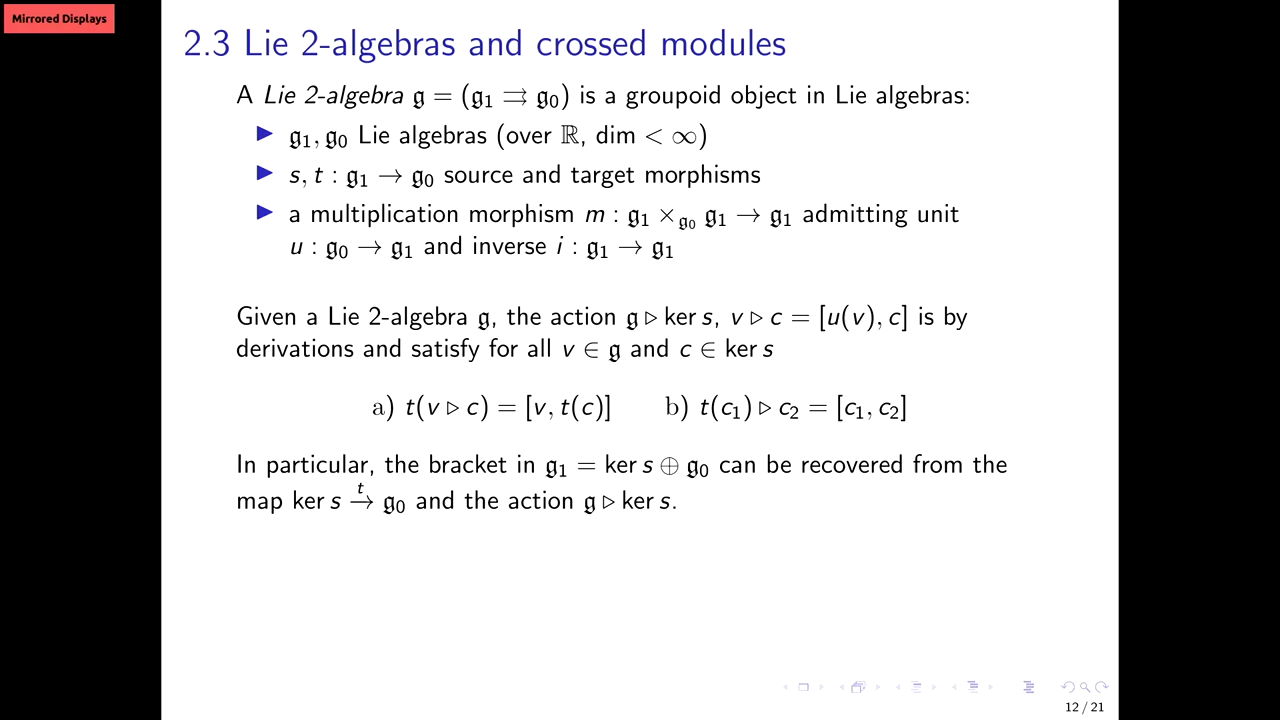 Mirrored Displays
2.3 Lie 2-algebras and crossed modules
A Lie 2-algebra 𝔤 = (𝔤₁ ⇉ 𝔤₀) is a groupoid object in Lie algebras:
▶ 𝔤₁, 𝔤₀ Lie algebras (over ℝ, dim < ∞)
▶ s, t : 𝔤₁ → 𝔤₀ source and target morphisms
▶ a multiplication morphism m : 𝔤₁ ×_𝔤₀ 𝔤₁ → 𝔤₁ admitting unit
u : 𝔤₀ → 𝔤₁ and inverse i : 𝔤₁ → 𝔤₁
Given a Lie 2-algebra 𝔤, the action 𝔤 ▷ ker s, v ▷ c = [u(v), c] is by
derivations and satisfy for all v ∈ 𝔤 and c ∈ ker s
a) t(v ▷ c) = [v, t(c)] b) t(c₁) ▷ c₂ = [c₁, c₂]
In particular, the bracket in 𝔤₁ = ker s ⊕ 𝔤₀ can be recovered from the
map ker s →ᵗ 𝔤₀ and the action 𝔤 ▷ ker s.
12 / 21